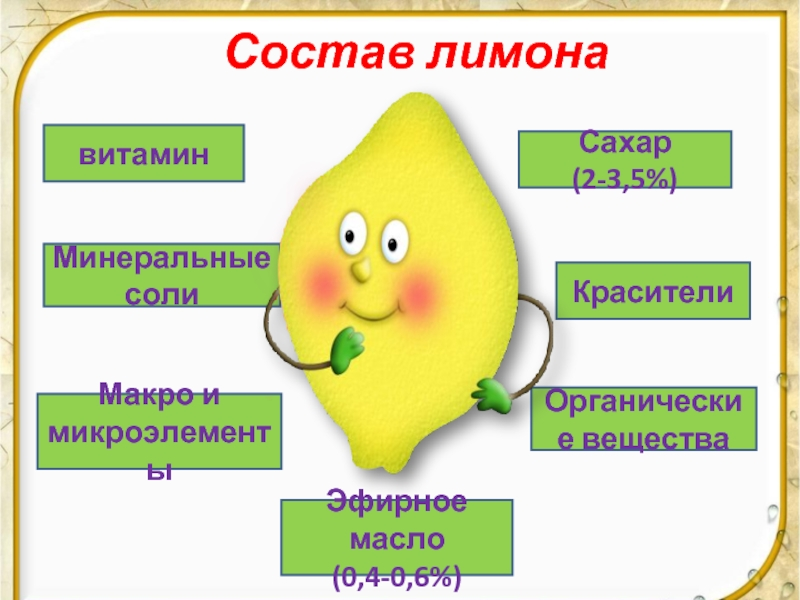 Состав лимона
витамин
Сахар
(2-3,5%)
Минеральные
соли
Красители
Макро и
микроэлемент
ы
Органически
е вещества
Эфирное
масло
(0,4-0,6%)